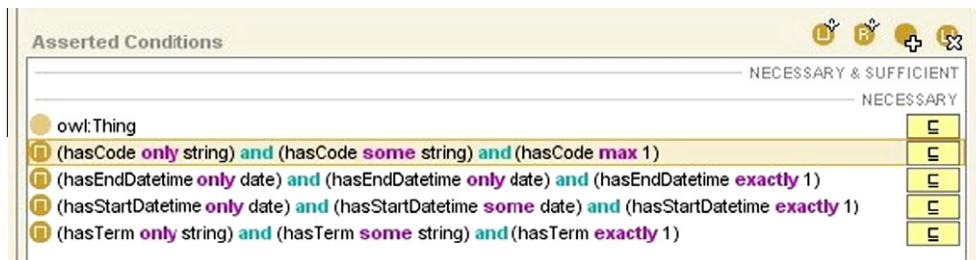 Asserted Conditions
NECESSARY & SUFFICIENT
NECESSARY
owl:Thing ⊑
(hasCode only string) and (hasCode some string) and (hasCode max 1) ⊑
(hasEndDatetime only date) and (hasEndDatetime only date) and (hasEndDatetime exactly 1) ⊑
(hasStartDatetime only date) and (hasStartDatetime some date) and (hasStartDatetime exactly 1) ⊑
(hasTerm only string) and (hasTerm some string) and (hasTerm exactly 1) ⊑